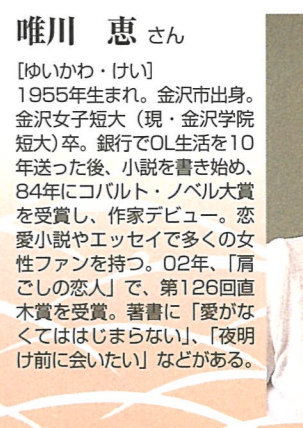 唯川　恵さん
[ゆいかわ・けい]
1955年生まれ。金沢市出身。
金沢女子短大（現・金沢学院
短大）卒。銀行でOL生活を10
年送った後、小説を書き始め、
84年にコバルト・ノベル大賞
を受賞し、作家デビュー。恋
愛小説やエッセイで多くの女
性ファンを持つ。02年、「肩
ごしの恋人」で、第126回直
木賞を受賞。著書に「愛がな
くてははじまらない」、「夜明
け前に会いたい」などがある。